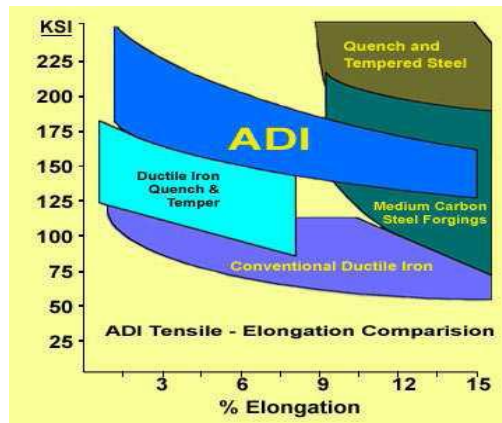 KSI
225
200
175
150
125
100
75
50
25
Quench and
Tempered Steel
ADI
Ductile Iron
Quench &
Temper
Medium Carbon
Steel Forgings
Conventional Ductile Iron
ADI Tensile - Elongation Comparision
3 6 9 12 15
% Elongation